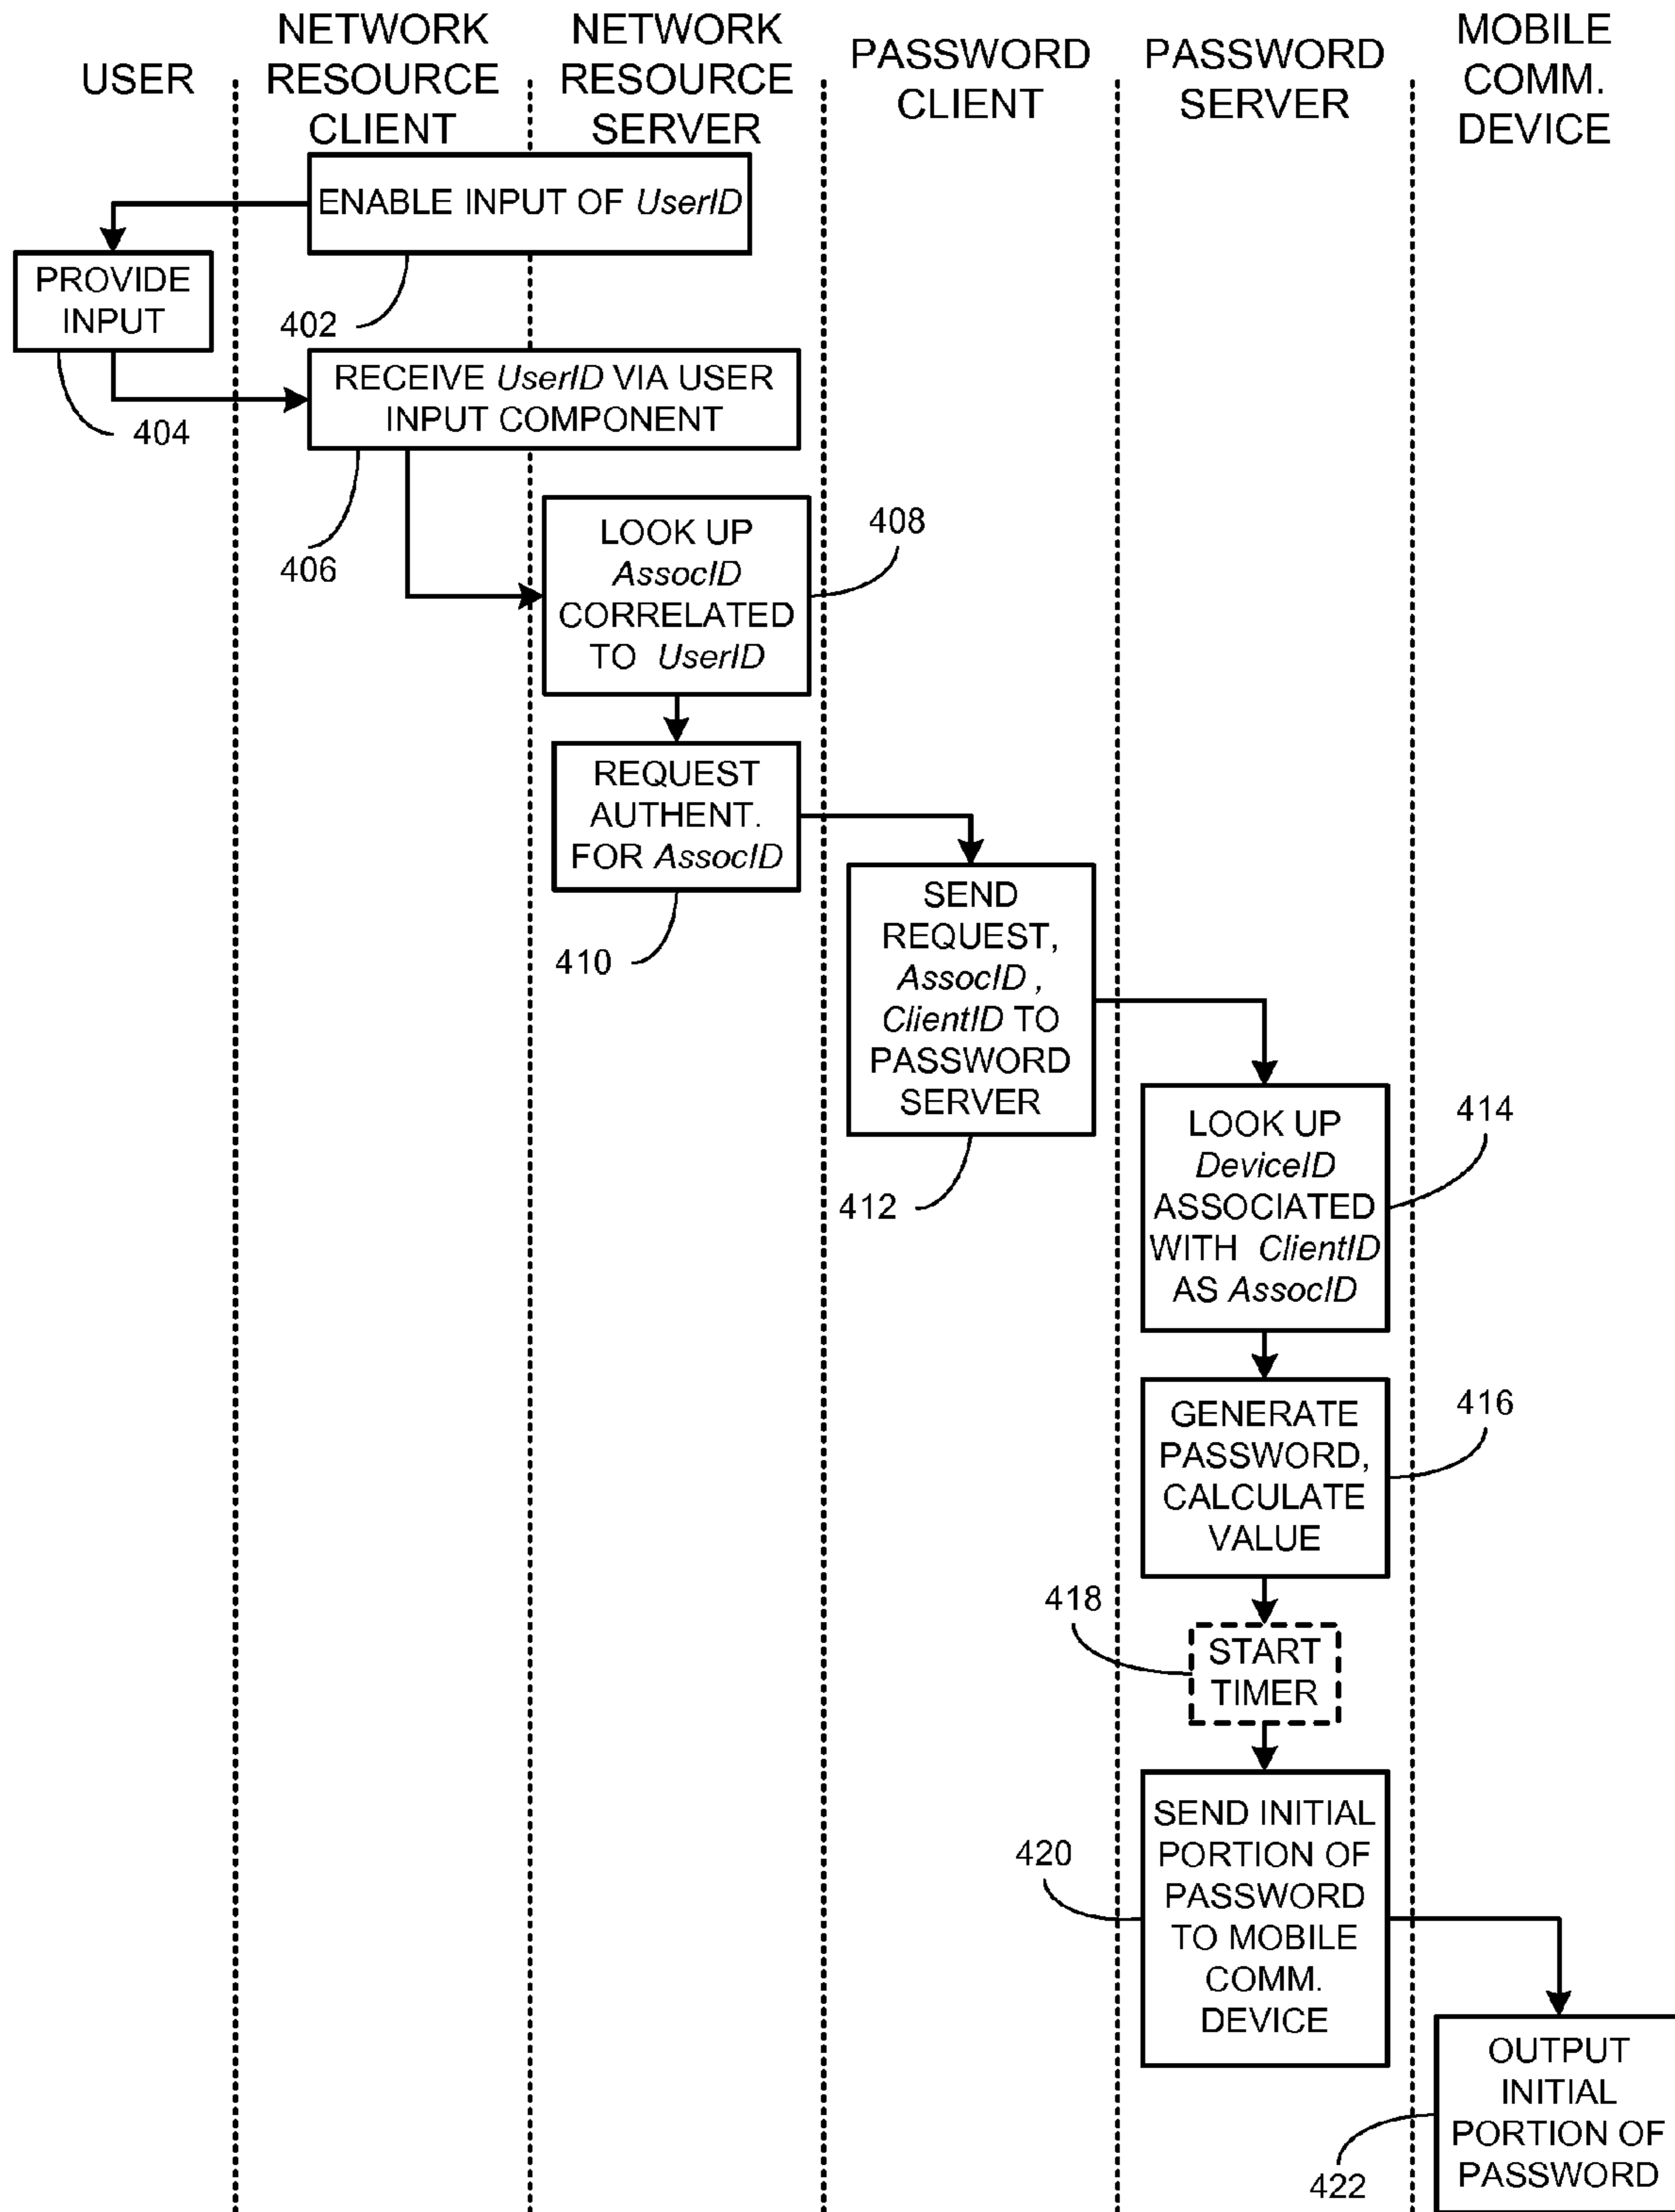 USER
NETWORK
RESOURCE
CLIENT
NETWORK
RESOURCE
SERVER
PASSWORD
CLIENT
PASSWORD
SERVER
MOBILE
COMM.
DEVICE
ENABLE INPUT OF UserID
402
PROVIDE
INPUT
404
RECEIVE UserID VIA USER
INPUT COMPONENT
406
LOOK UP
AssocID
CORRELATED
TO UserID
408
REQUEST
AUTHENT.
FOR AssocID
410
SEND
REQUEST,
AssocID ,
ClientID TO
PASSWORD
SERVER
412
LOOK UP
DeviceID
ASSOCIATED
WITH ClientID
AS AssocID
414
GENERATE
PASSWORD,
CALCULATE
VALUE
416
START
TIMER
418
SEND INITIAL
PORTION OF
PASSWORD
TO MOBILE
COMM.
DEVICE
420
OUTPUT
INITIAL
PORTION OF
PASSWORD
422